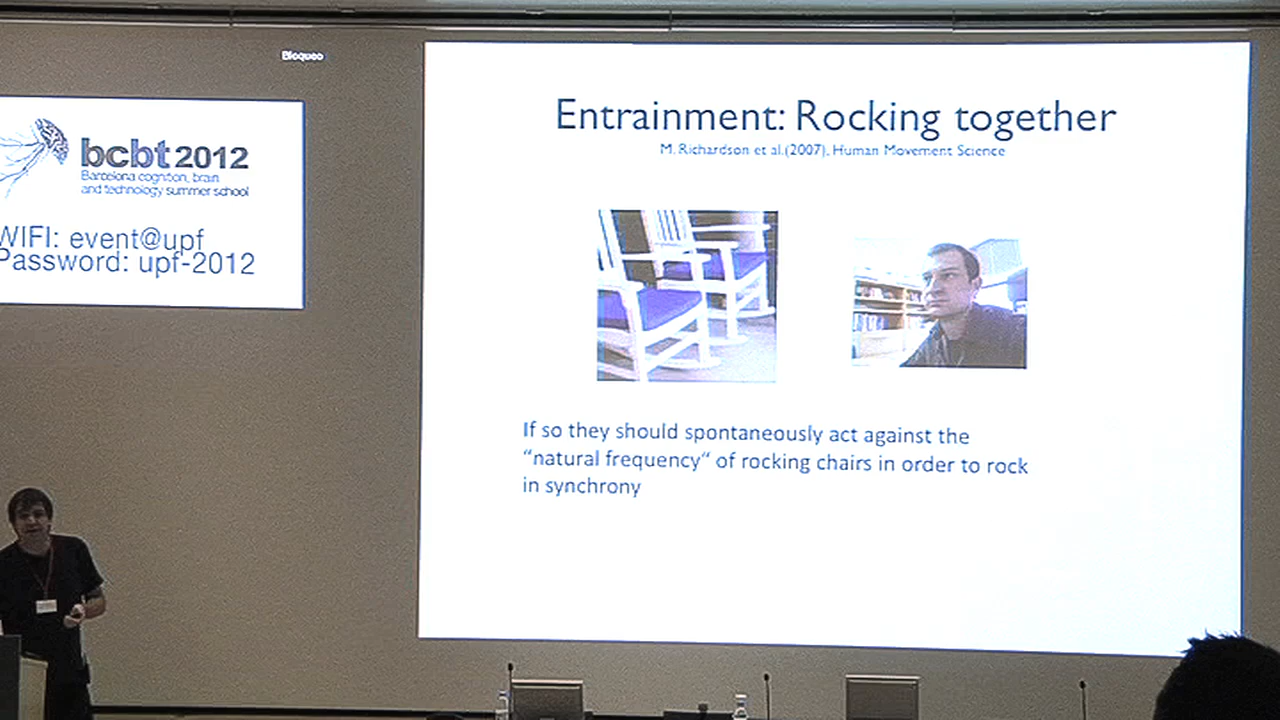 Bloqueo
bcbt 2012
Barcelona cognition, brain
and technology summer school
WIFI: event@upf
Password: upf-2012
Entrainment: Rocking together
M. Richardson et al.(2007), Human Movement Science
If so they should spontaneously act against the
“natural frequency“ of rocking chairs in order to rock
in synchrony